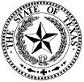 THE STATE OF TEXAS